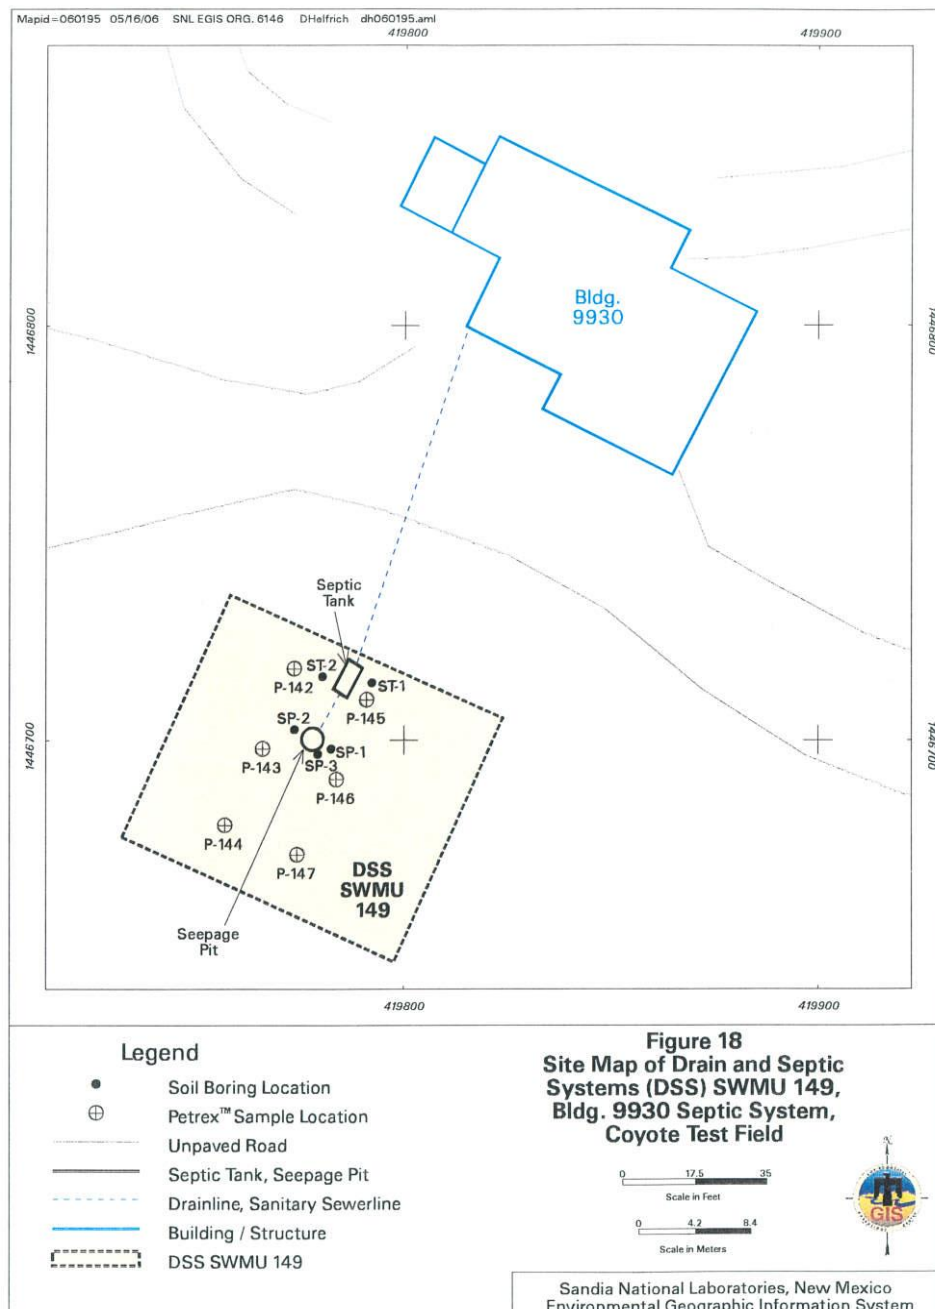 Mapid=060195 05/16/06 SNL EGIS ORG. 6146 DHelfrich dh060195.aml
419800 419900
1446800
1446800
Bldg.
9930
Septic
Tank
ST-2
P-142
ST-1
P-145
SP-2
1446700
1446700
P-143
SP-1
SP-3
P-146
P-144
P-147
DSS
SWMU
149
Seepage
Pit
419800 419900
Legend
Soil Boring Location
Petrex™ Sample Location
Unpaved Road
Septic Tank, Seepage Pit
Drainline, Sanitary Sewerline
Building / Structure
DSS SWMU 149
Figure 18
Site Map of Drain and Septic
Systems (DSS) SWMU 149,
Bldg. 9930 Septic System,
Coyote Test Field
0 17.5 35
Scale in Feet
0 4.2 8.4
Scale in Meters
GIS
Sandia National Laboratories, New Mexico
Environmental Geographic Information System